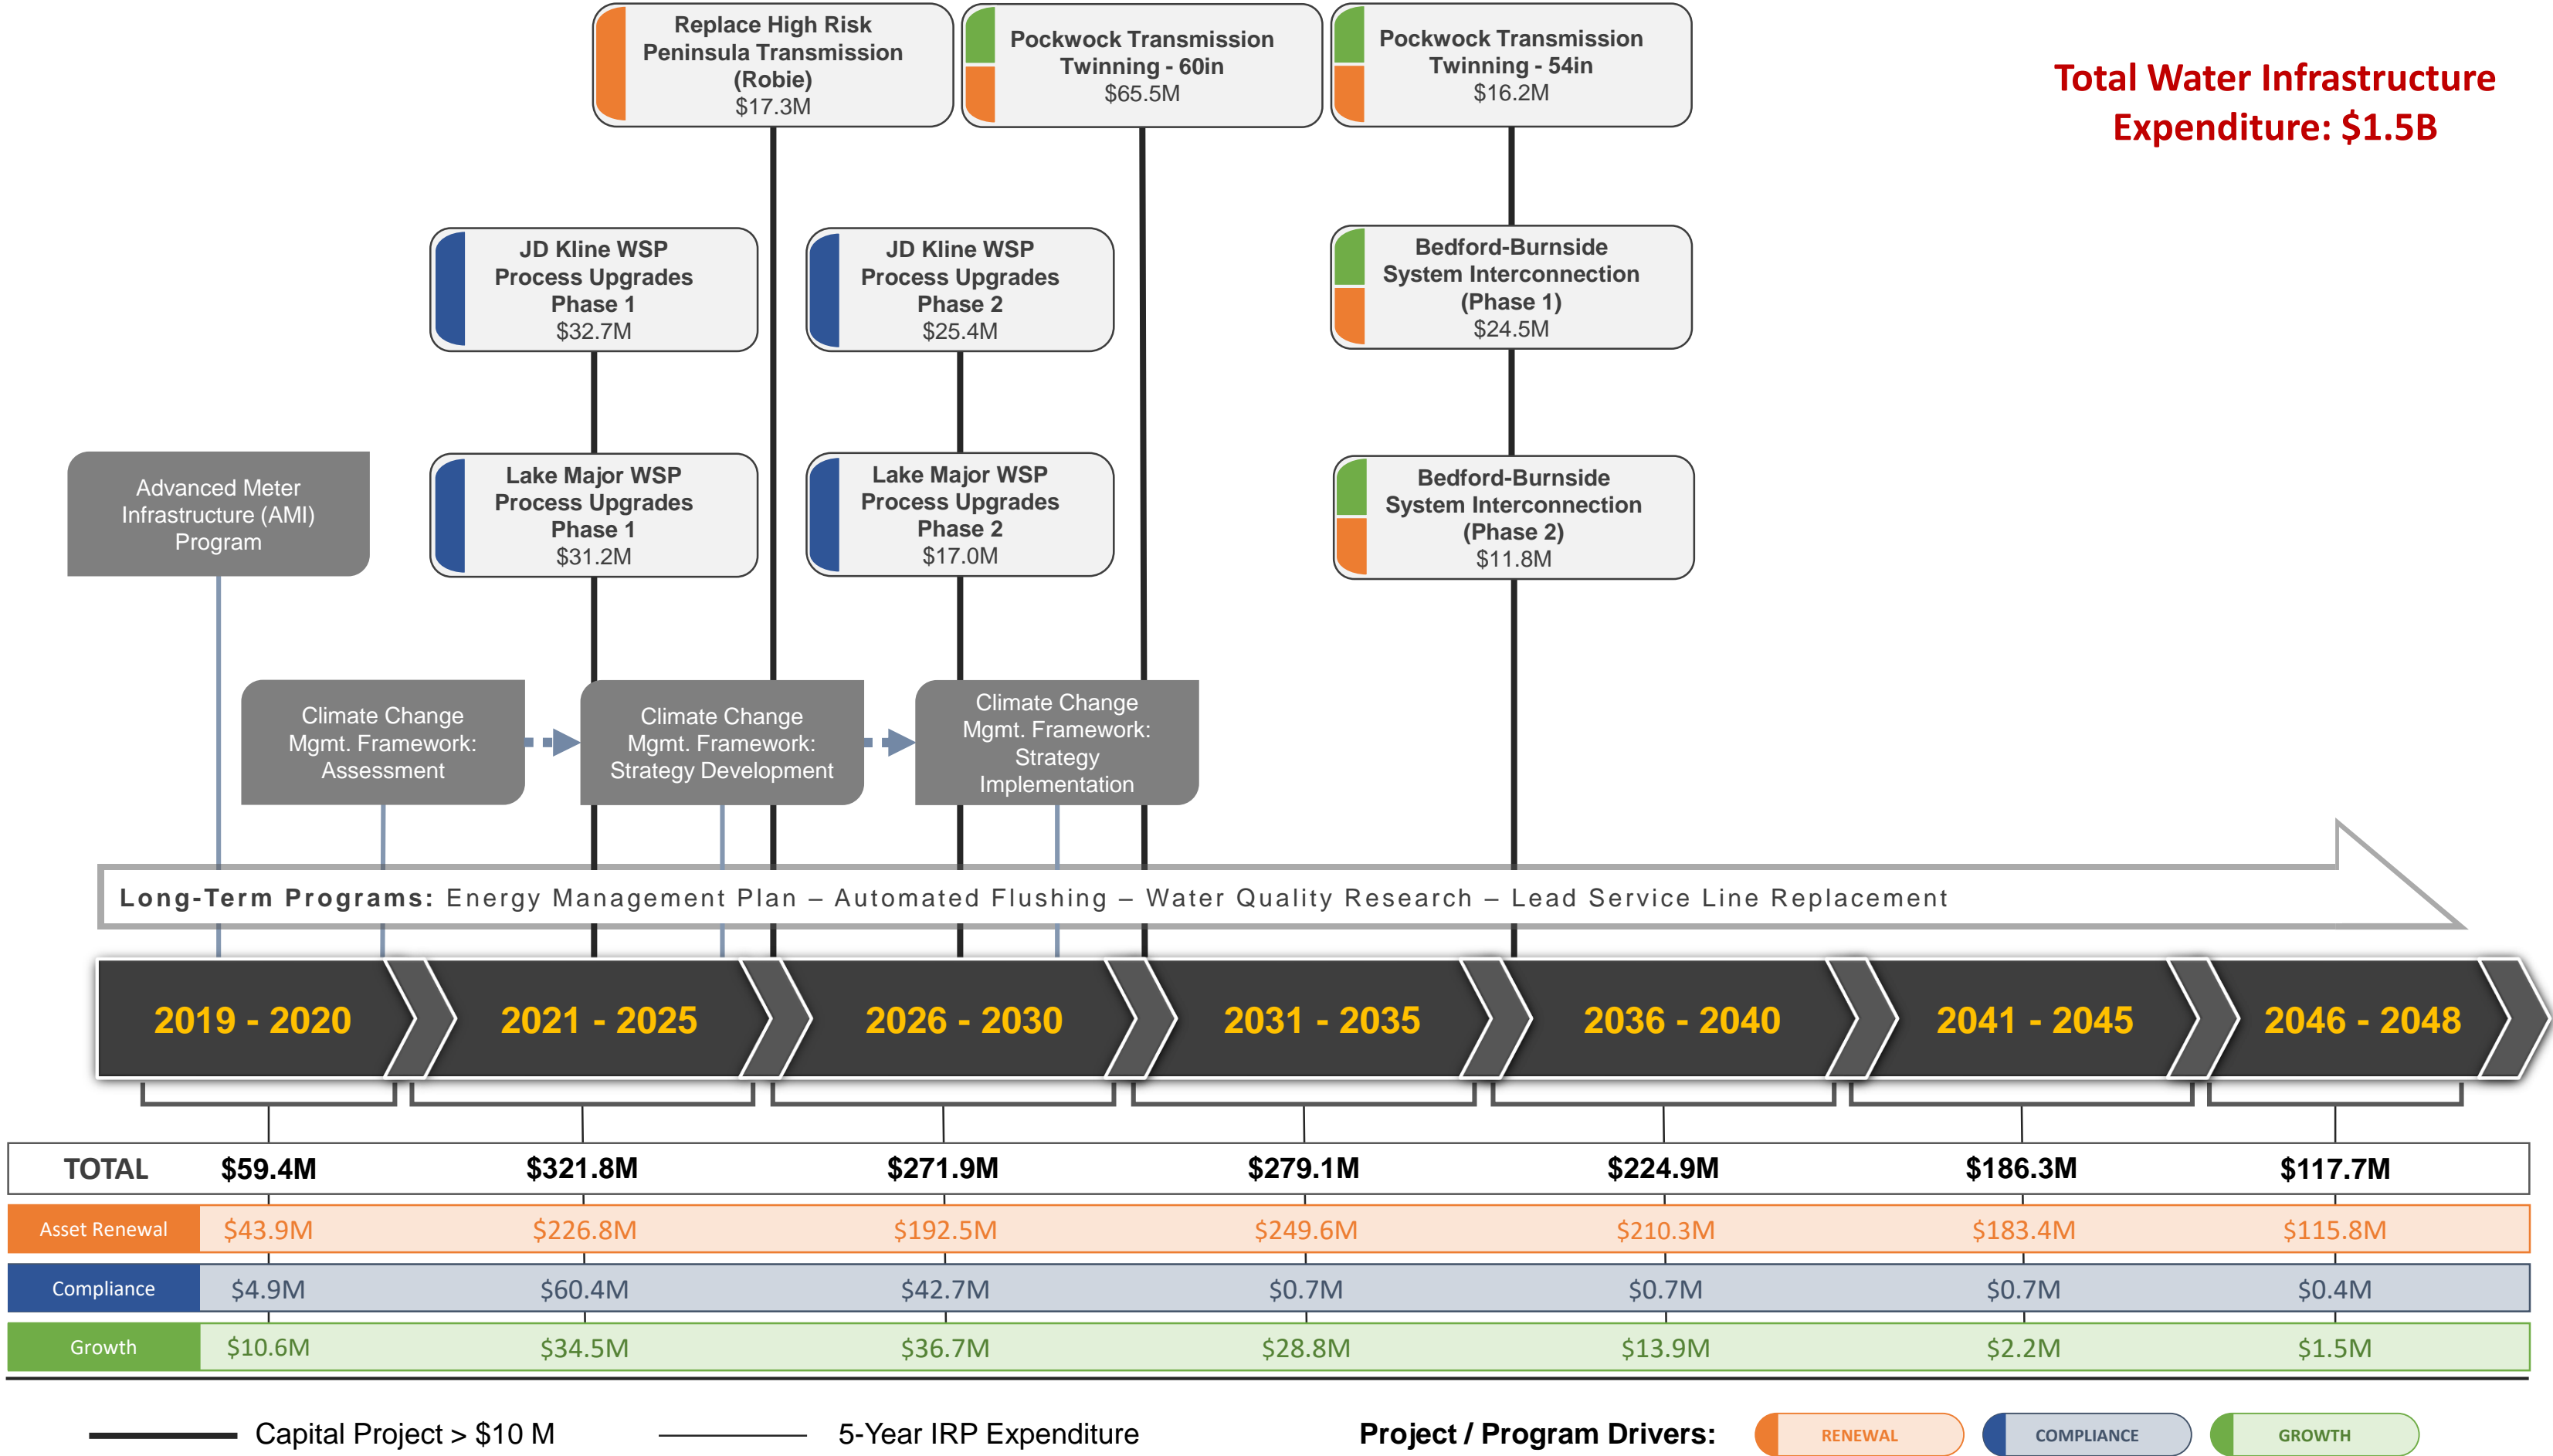 Replace High Risk
Peninsula Transmission
(Robie)
$17.3M
Pockwock Transmission
Twinning - 60in
$65.5M
Pockwock Transmission
Twinning - 54in
$16.2M
Total Water Infrastructure
Expenditure: $1.5B
JD Kline WSP
Process Upgrades
Phase 1
$32.7M
JD Kline WSP
Process Upgrades
Phase 2
$25.4M
Bedford-Burnside
System Interconnection
(Phase 1)
$24.5M
Advanced Meter
Infrastructure (AMI)
Program
Lake Major WSP
Process Upgrades
Phase 1
$31.2M
Lake Major WSP
Process Upgrades
Phase 2
$17.0M
Bedford-Burnside
System Interconnection
(Phase 2)
$11.8M
Climate Change
Mgmt. Framework:
Assessment
Climate Change
Mgmt. Framework:
Strategy Development
Climate Change
Mgmt. Framework:
Strategy
Implementation
Long-Term Programs: Energy Management Plan – Automated Flushing – Water Quality Research – Lead Service Line Replacement
2019 - 2020 2021 - 2025 2026 - 2030 2031 - 2035 2036 - 2040 2041 - 2045 2046 - 2048
TOTAL $59.4M $321.8M $271.9M $279.1M $224.9M $186.3M $117.7M
Asset Renewal $43.9M $226.8M $192.5M $249.6M $210.3M $183.4M $115.8M
Compliance $4.9M $60.4M $42.7M $0.7M $0.7M $0.7M $0.4M
Growth $10.6M $34.5M $36.7M $28.8M $13.9M $2.2M $1.5M
Capital Project > $10 M 5-Year IRP Expenditure Project / Program Drivers: RENEWAL COMPLIANCE GROWTH